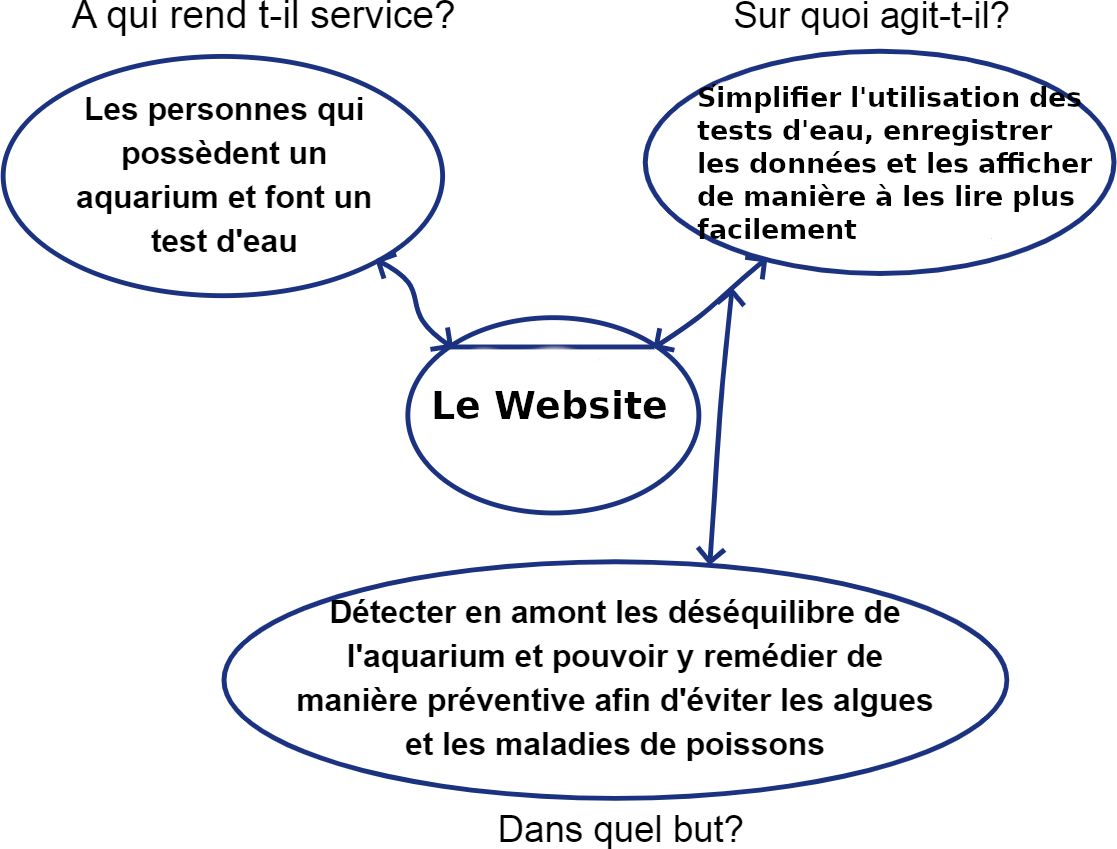 A qui rend t-il service?
Sur quoi agit-t-il?
Les personnes qui
possèdent un
aquarium et font un
test d'eau
Simplifier l'utilisation des
tests d'eau, enregistrer
les données et les afficher
de manière à les lire plus
facilement
Le Website
Détecter en amont les déséquilibre de
l'aquarium et pouvoir y remédier de
manière préventive afin d'éviter les algues
et les maladies de poissons
Dans quel but?